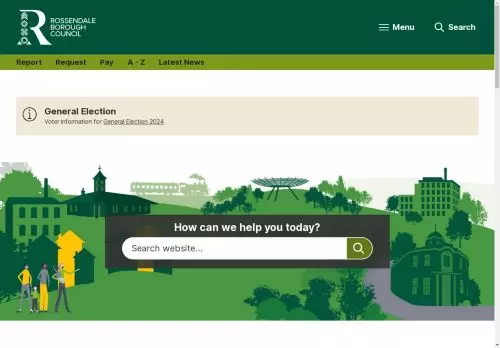 ROSSENDALE
BOROUGH
COUNCIL
Menu
Search
Report
Request
Pay
A - Z
Latest News
General Election
Voter information for General Election 2024
How can we help you today?
Search website...